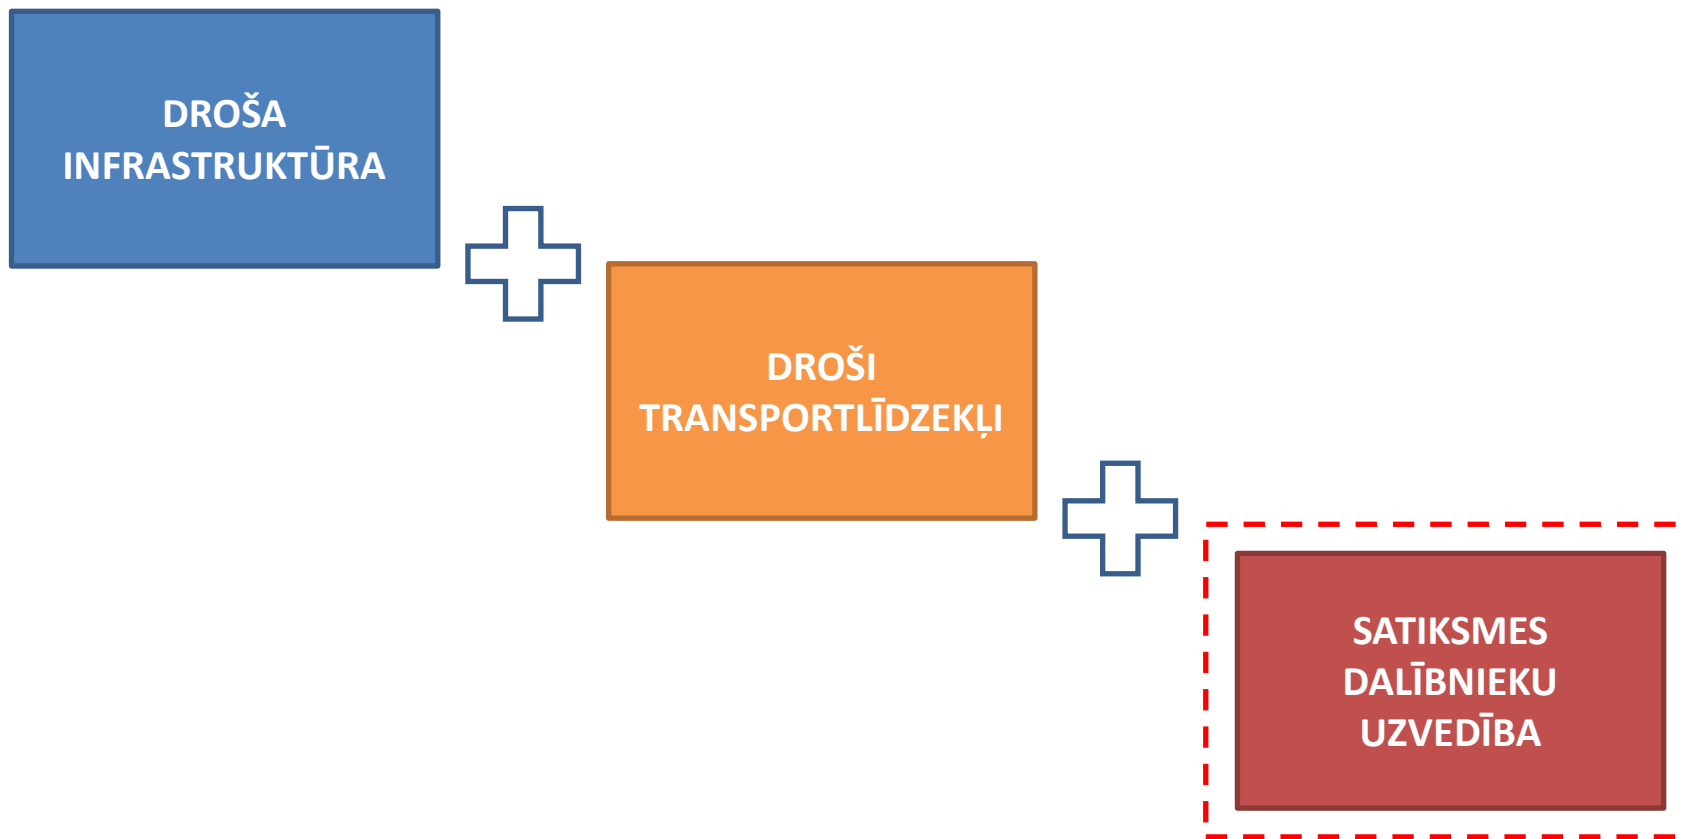 DROŠA
INFRASTRUKTŪRA
DROŠI
TRANSPORTLĪDZEKĻI
SATIKSMES
DALĪBNIEKU
UZVEDĪBA